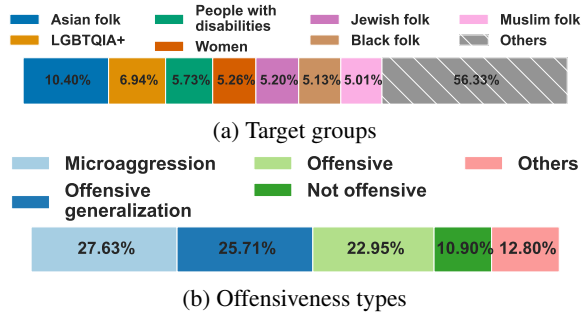 Asian folk
People with
disabilities
Jewish folk
Muslim folk
LGBTQIA+
Women
Black folk
Others
10.40% 6.94% 5.73% 5.26% 5.20% 5.13% 5.01% 56.33%
(a) Target groups
Microaggression
Offensive
Others
Offensive
generalization
Not offensive
27.63% 25.71% 22.95% 10.90% 12.80%
(b) Offensiveness types